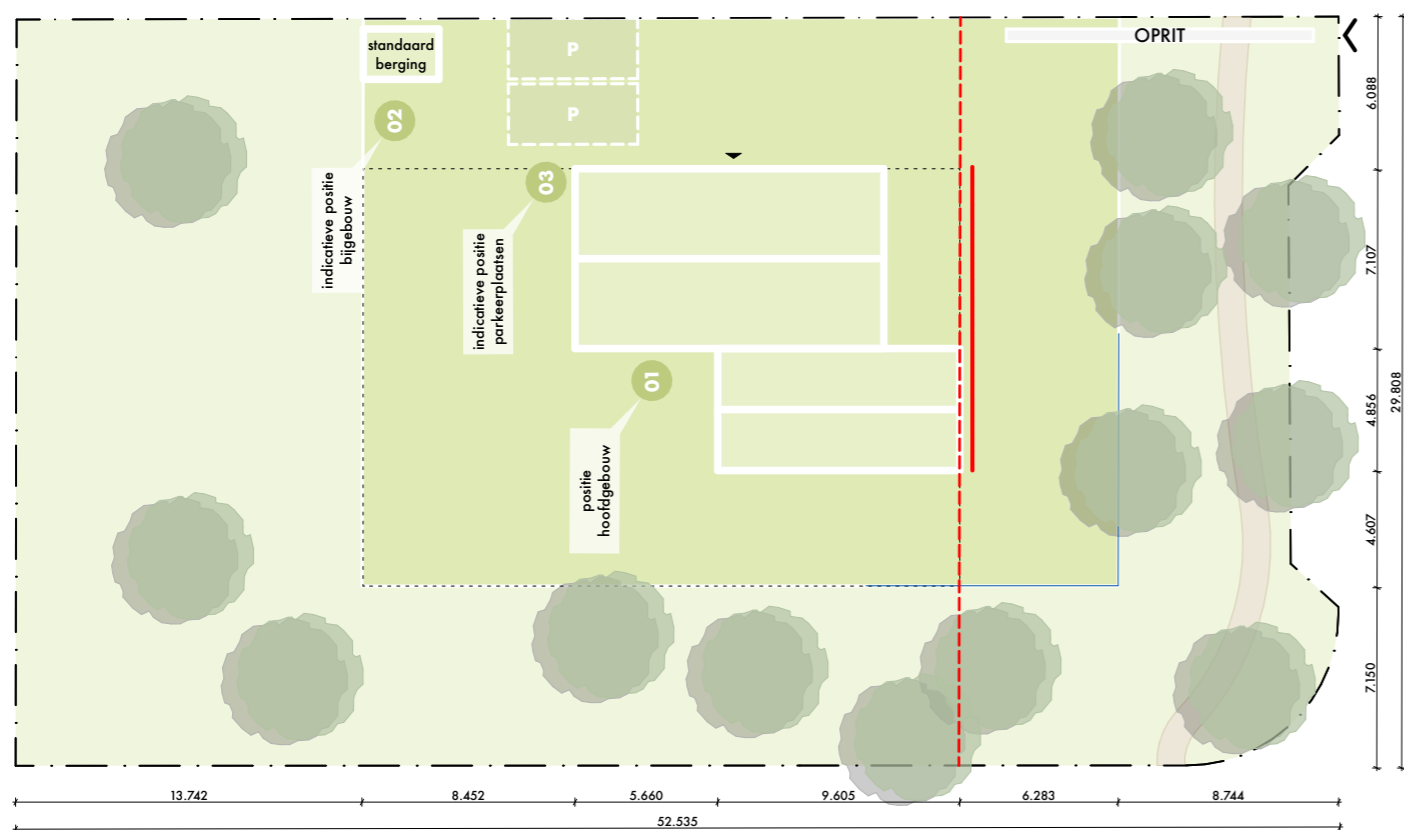 standaard
berging
P
P
OPRIT
02
indicatieve positie
bijgebouw
03
indicatieve positie
parkeerplaatsen
01
positie
hoofdgebouw
6.088
7.107
4.856
4.607
7.150
29.808
13.742
8.452
5.660
9.605
6.283
8.744
52.535